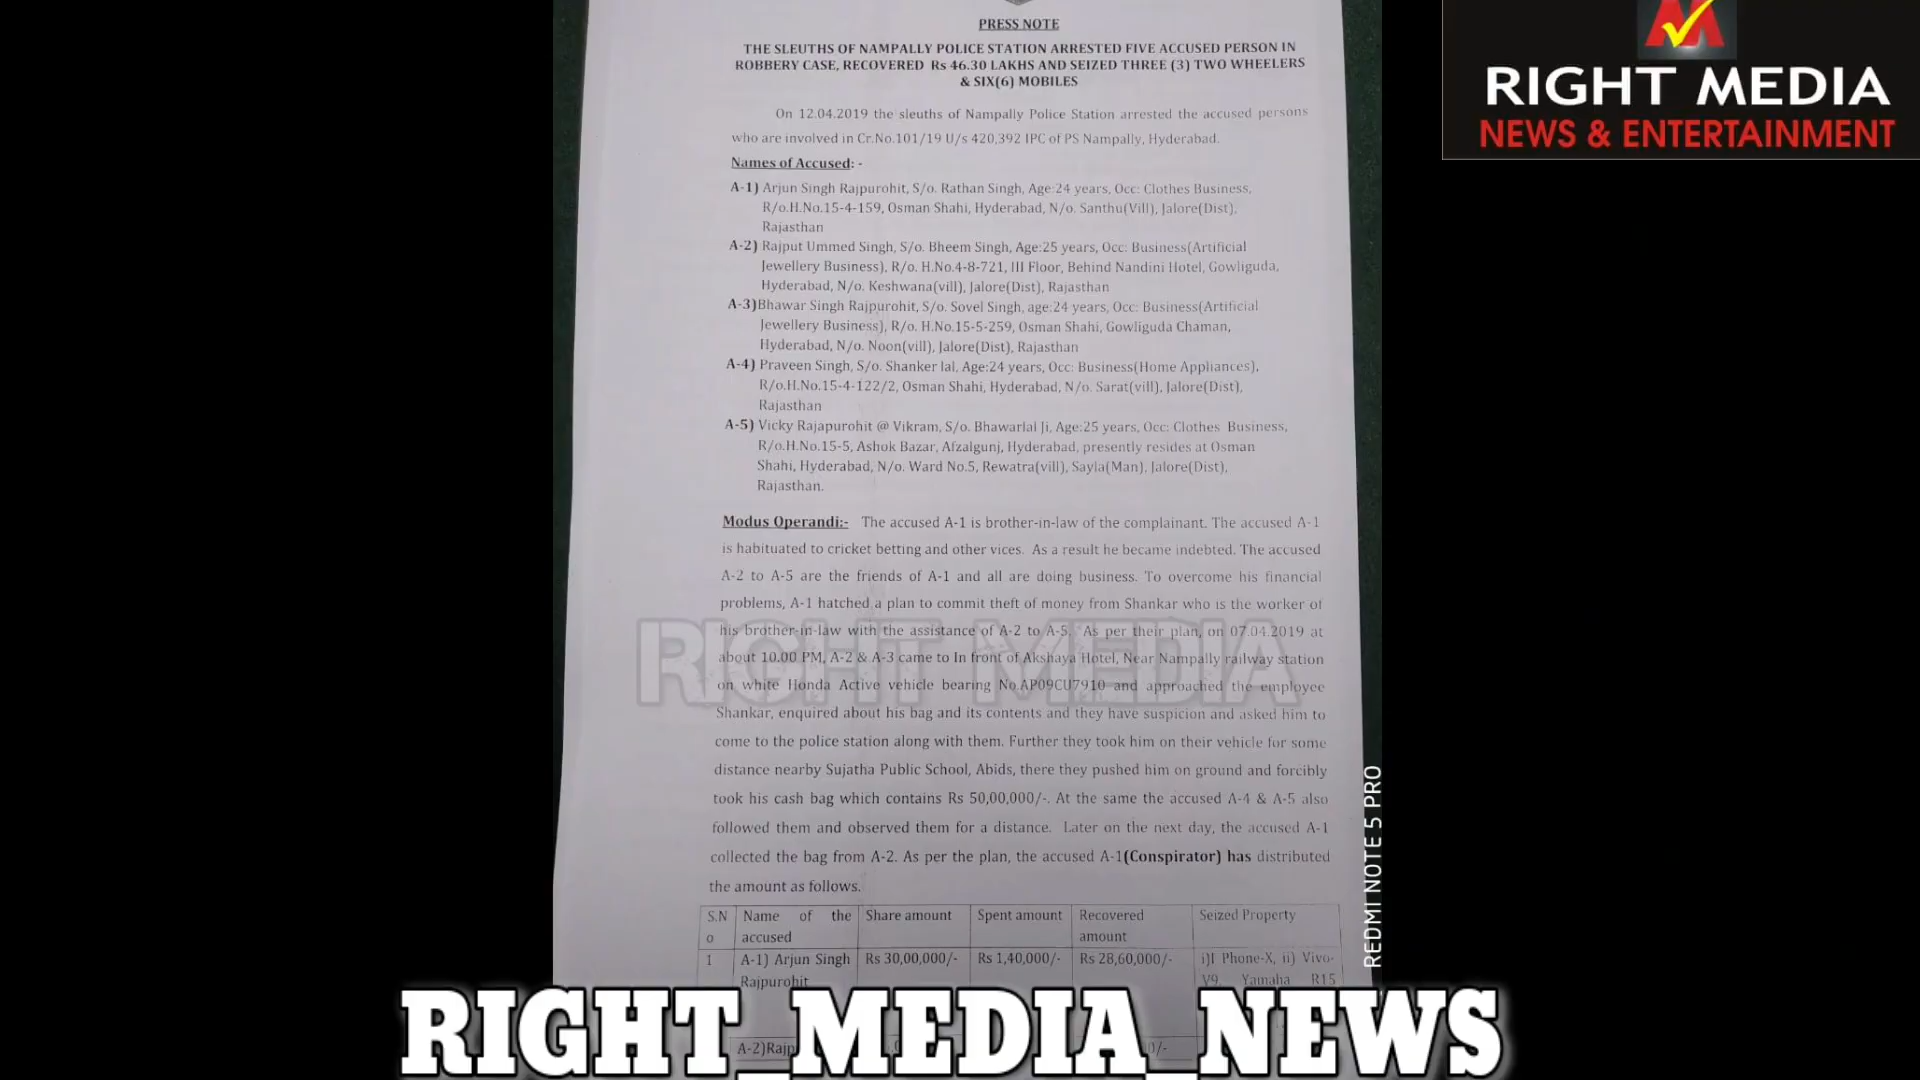 PRESS NOTE
THE SLEUTHS OF NAMPALLY POLICE STATION ARRESTED FIVE ACCUSED PERSON IN
ROBBERY CASE, RECOVERED Rs 46.30 LAKHS AND SEIZED THREE (3) TWO WHEELERS
& SIX(6) MOBILES
On 12.04.2019 the sleuths of Nampally Police Station arrested the accused persons
who are involved in Cr.No.101/19 U/s 420,392 IPC of PS Nampally, Hyderabad.
Names of Accused: -
A-1) Arjun Singh Rajpurohit, S/o. Rathan Singh, Age:24 years, Occ: Clothes Business,
R/o.H.No.15-4-159, Osman Shahi, Hyderabad, N/o. Santhu(Vill), Jalore(Dist),
Rajasthan
A-2) Rajput Ummed Singh, S/o. Bheem Singh, Age:25 years, Occ: Business(Artificial
Jewellery Business), R/o. H.No.4-8-721, III Floor, Behind Nandini Hotel, Gowliguda,
Hyderabad, N/o. Keshwana(vill), Jalore(Dist), Rajasthan
A-3)Bhawar Singh Rajpurohit, S/o. Sovel Singh, age:24 years, Occ: Business(Artificial
Jewellery Business), R/o. H.No.15-5-259, Osman Shahi, Gowliguda Chaman,
Hyderabad, N/o. Noon(vill), Jalore(Dist), Rajasthan
A-4) Praveen Singh, S/o. Shanker lal, Age:24 years, Occ: Business(Home Appliances),
R/o.H.No.15-4-122/2, Osman Shahi, Hyderabad, N/o. Sarat(vill), Jalore(Dist),
Rajasthan
A-5) Vicky Rajapurohit @ Vikram, S/o. Bhawarlal Ji, Age:25 years, Occ: Clothes Business,
R/o.H.No.15-5, Ashok Bazar, Afzalgunj, Hyderabad, presently resides at Osman
Shahi, Hyderabad, N/o. Ward No.5, Rewatra(vill), Sayla(Man), Jalore(Dist),
Rajasthan.
Modus Operandi:- The accused A-1 is brother-in-law of the complainant. The accused A-1
is habituated to cricket betting and other vices. As a result he became indebted. The accused
A-2 to A-5 are the friends of A-1 and all are doing business. To overcome his financial
problems, A-1 hatched a plan to commit theft of money from Shankar who is the worker of
his brother-in-law with the assistance of A-2 to A-5. As per their plan, on 07.04.2019 at
about 10.00 PM, A-2 & A-3 came to In front of Akshaya Hotel, Near Nampally railway station
on white Honda Active vehicle bearing No.AP09CU7910 and approached the employee
Shankar, enquired about his bag and its contents and they have suspicion and asked him to
come to the police station along with them. Further they took him on their vehicle for some
distance nearby Sujatha Public School, Abids, there they pushed him on ground and forcibly
took his cash bag which contains Rs 50,00,000/-. At the same the accused A-4 & A-5 also
followed them and observed them for a distance. Later on the next day, the accused A-1
collected the bag from A-2. As per the plan, the accused A-1(Conspirator) has distributed
the amount as follows.
S.No Name of the accused Share amount Spent amount Recovered amount Seized Property
1 A-1) Arjun Singh Rajpurohit Rs 30,00,000/- Rs 1,40,000/- Rs 28,60,000/- i)I Phone-X, ii) Vivo-V9, Yamaha R15
RIGHT MEDIA
NEWS & ENTERTAINMENT
RIGHT MEDIA
REDMI NOTE 5 PRO
RIGHT_MEDIA_NEWS